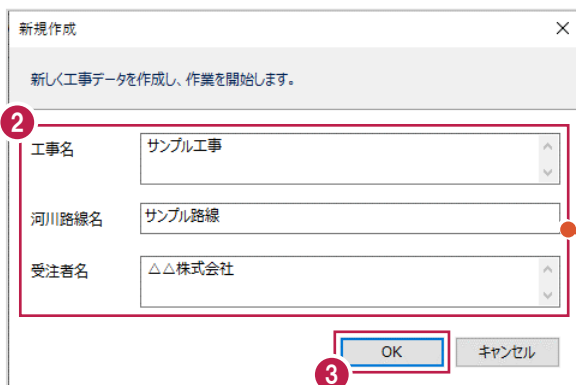 新規作成
新しく工事データを作成し、作業を開始します。
2
工事名 サンプル工事
河川路線名 サンプル路線
受注者名 △△株式会社
OK キャンセル
3